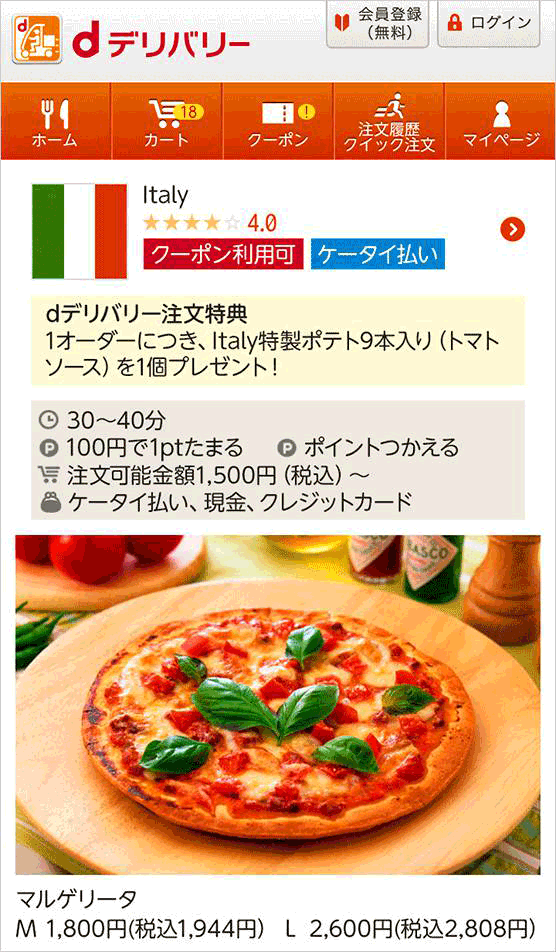 d デリバリー
会員登録
（無料）
ログイン
ホーム
18
カート
!
クーポン
注文履歴
クイック注文
マイページ
Italy
4.0
クーポン利用可 ケータイ払い
dデリバリー注文特典
1オーダーにつき、Italy特製ポテト9本入り（トマト
ソース）を1個プレゼント！
30〜40分
P 100円で1ptたまる P ポイントつかえる
注文可能金額1,500円（税込）〜
ケータイ払い、現金、クレジットカード
BASCO
マルゲリータ
M 1,800円(税込1,944円) L 2,600円(税込2,808円)